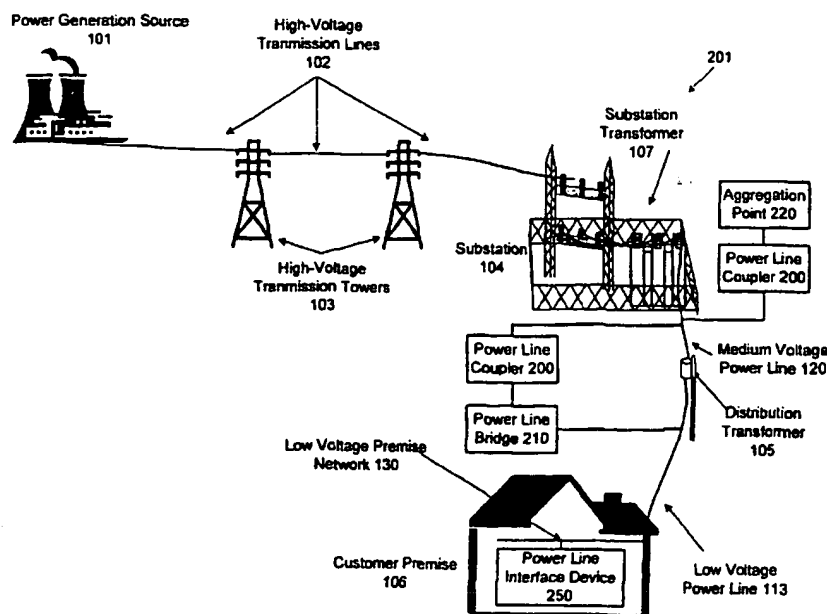 Power Generation Source
101
High-Voltage
Tranmission Lines
102
201
Substation
Transformer
107
Aggregation
Point 220
Power Line
Coupler 200
Substation
104
High-Voltage
Transmission Towers
103
Power Line
Coupler 200
Medium Voltage
Power Line 120
Power Line
Bridge 210
Distribution
Transformer
105
Low Voltage Premise
Network 130
Customer Premise
106
Power Line
Interface Device
250
Low Voltage
Power Line 113